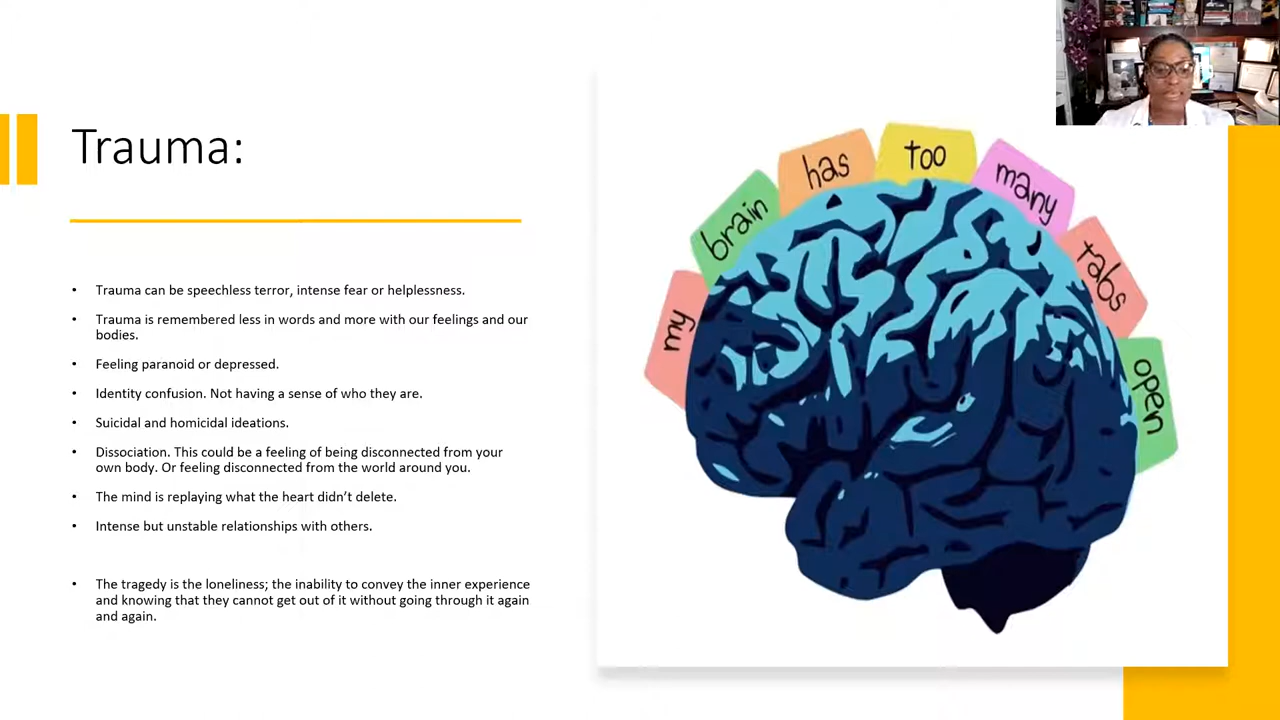 Trauma:
• Trauma can be speechless terror, intense fear or helplessness.
• Trauma is remembered less in words and more with our feelings and our
bodies.
• Feeling paranoid or depressed.
• Identity confusion. Not having a sense of who they are.
• Suicidal and homicidal ideations.
• Dissociation. This could be a feeling of being disconnected from your
own body. Or feeling disconnected from the world around you.
• The mind is replaying what the heart didn’t delete.
• Intense but unstable relationships with others.
• The tragedy is the loneliness; the inability to convey the inner experience
and knowing that they cannot get out of it without going through it again
and again.
my brain has too many tabs open